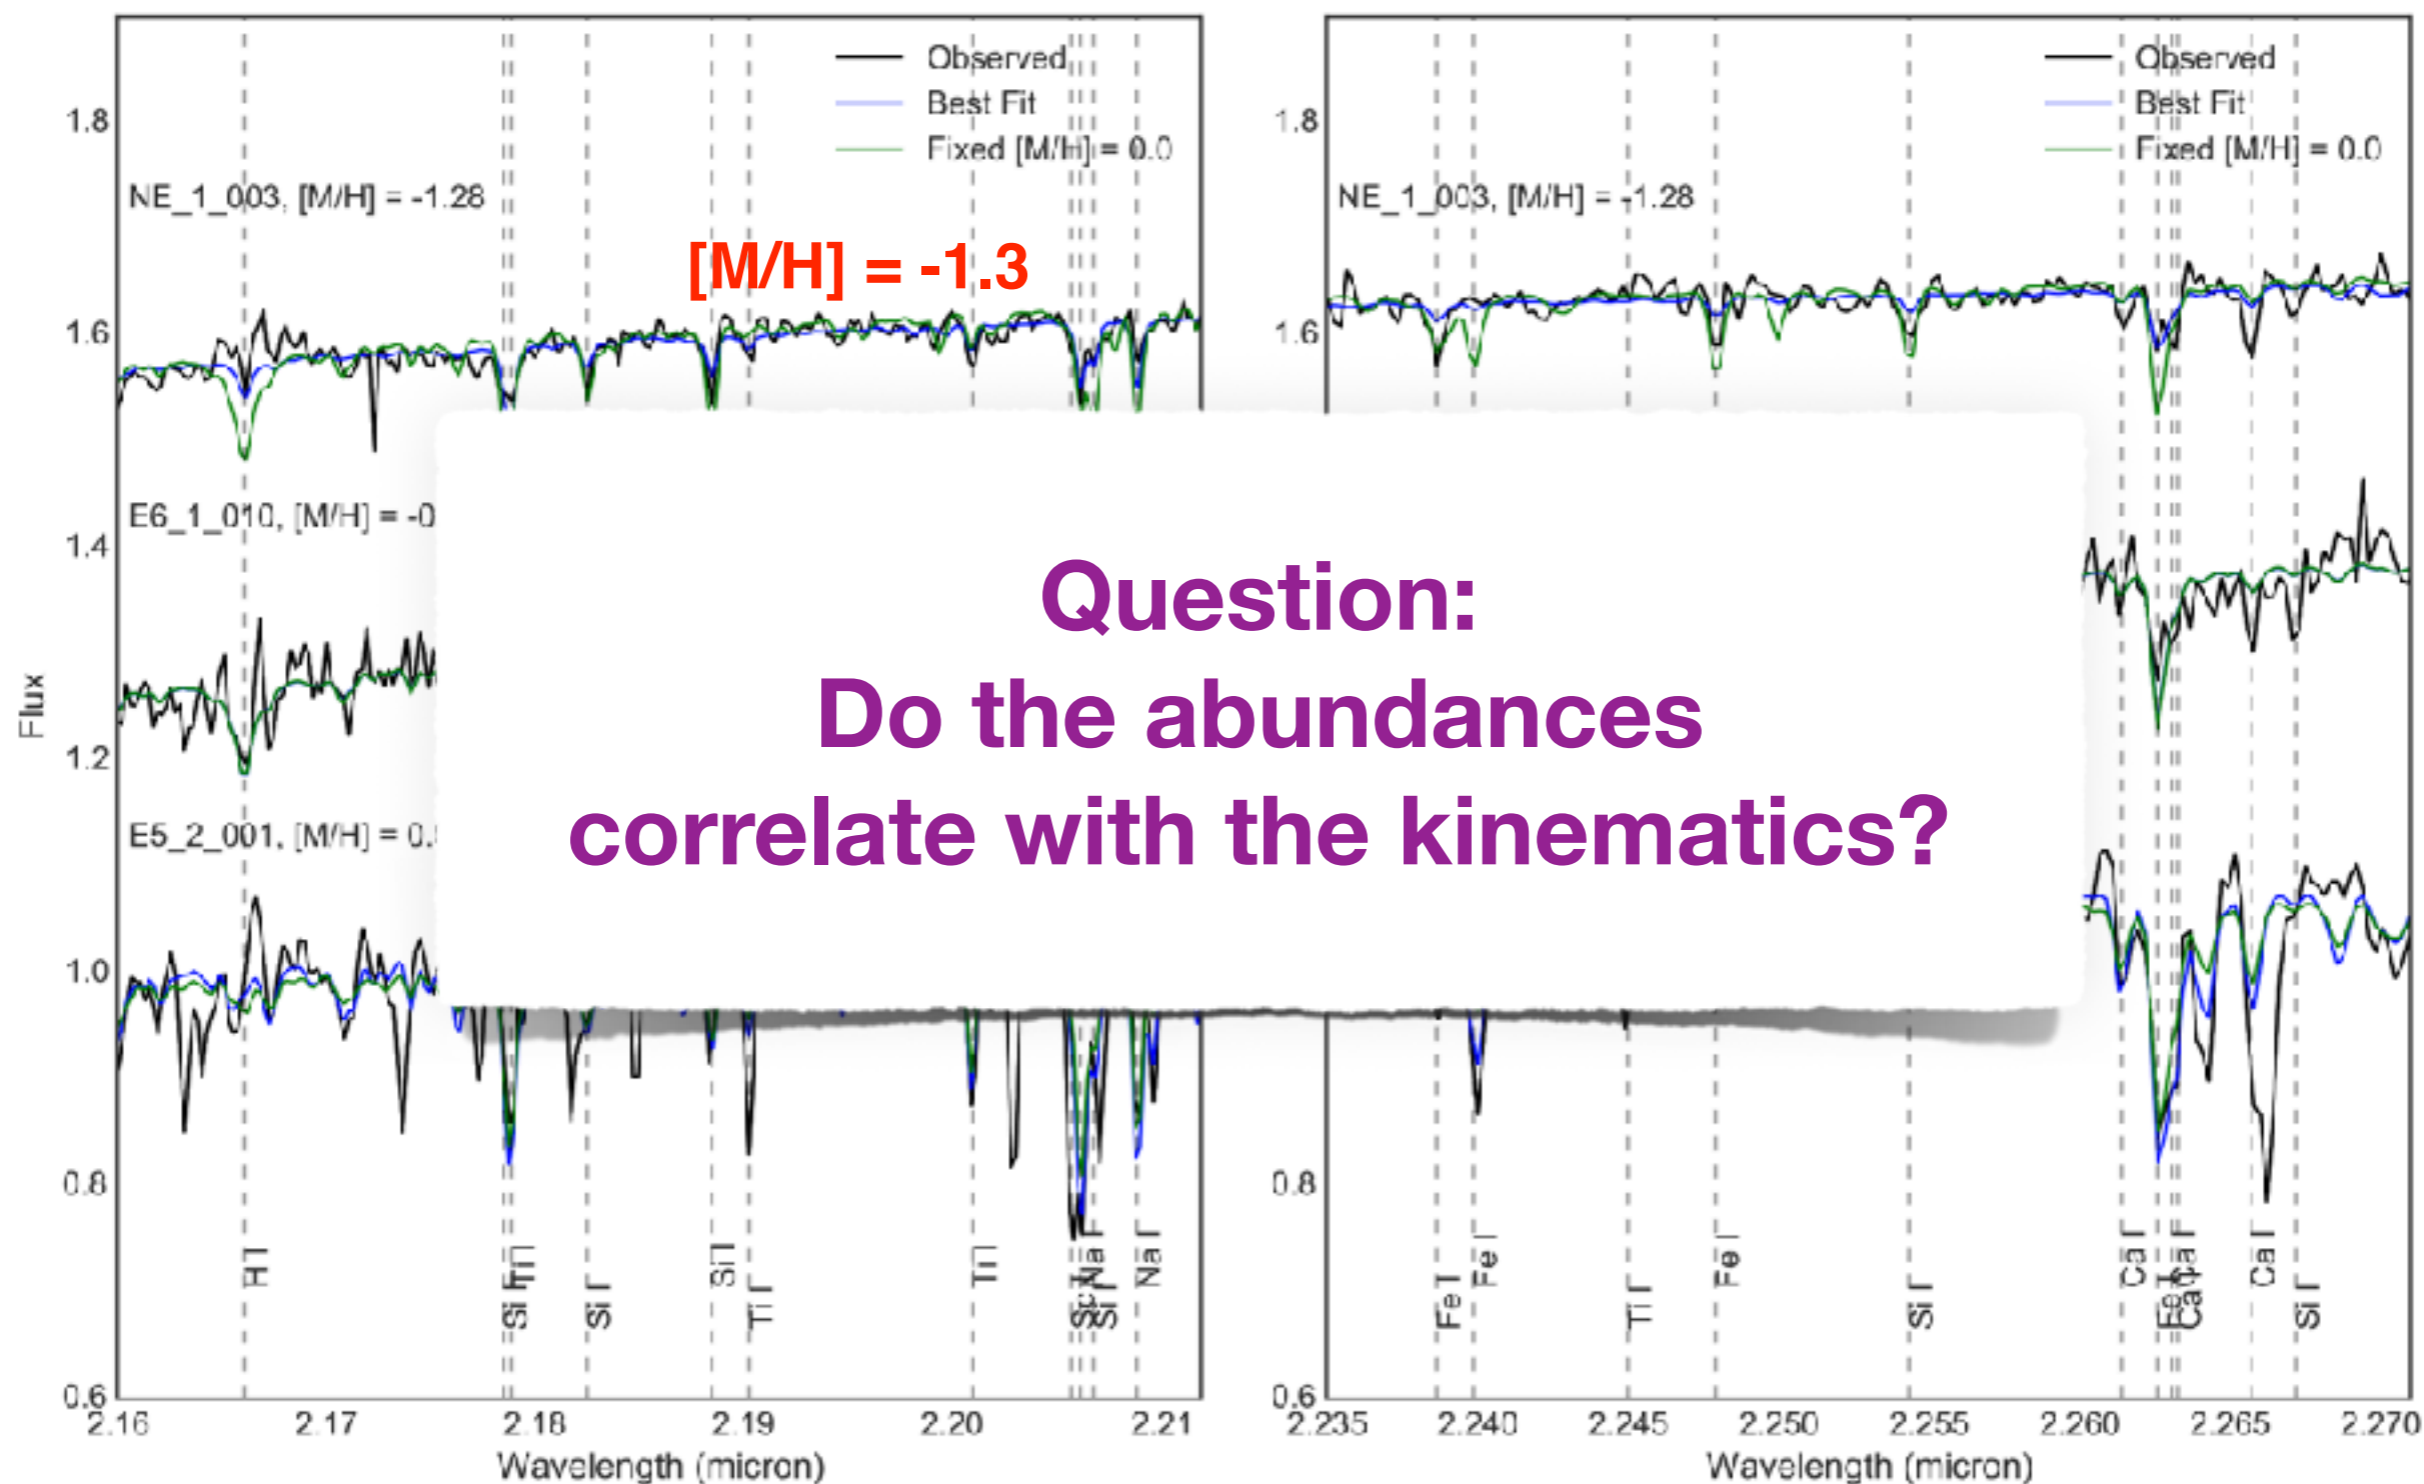 Observed
Best Fit
Fixed [M/H] = 0.0
NE_1_003, [M/H] = -1.28
[M/H] = -1.3
E6_1_010, [M/H] = -0
E5_2_001, [M/H] = 0.
Flux
1.8
1.6
1.4
1.2
1.0
0.8
0.6
H I
Si I
Ti I
Si I
Si I
Ti I
Ti I
Na I
Si I
Na I
2.16
2.17
2.18
2.19
2.20
2.21
Wavelength (micron)
Observed
Best Fit
Fixed [M/H] = 0.0
NE_1_003, [M/H] = -1.28
1.8
1.6
0.8
0.6
Fe I
Fe I
Ti I
Fe I
Si I
Ca I
Ca I
Si I
2.235
2.240
2.245
2.250
2.255
2.260
2.265
2.270
Wavelength (micron)
Question:
Do the abundances
correlate with the kinematics?